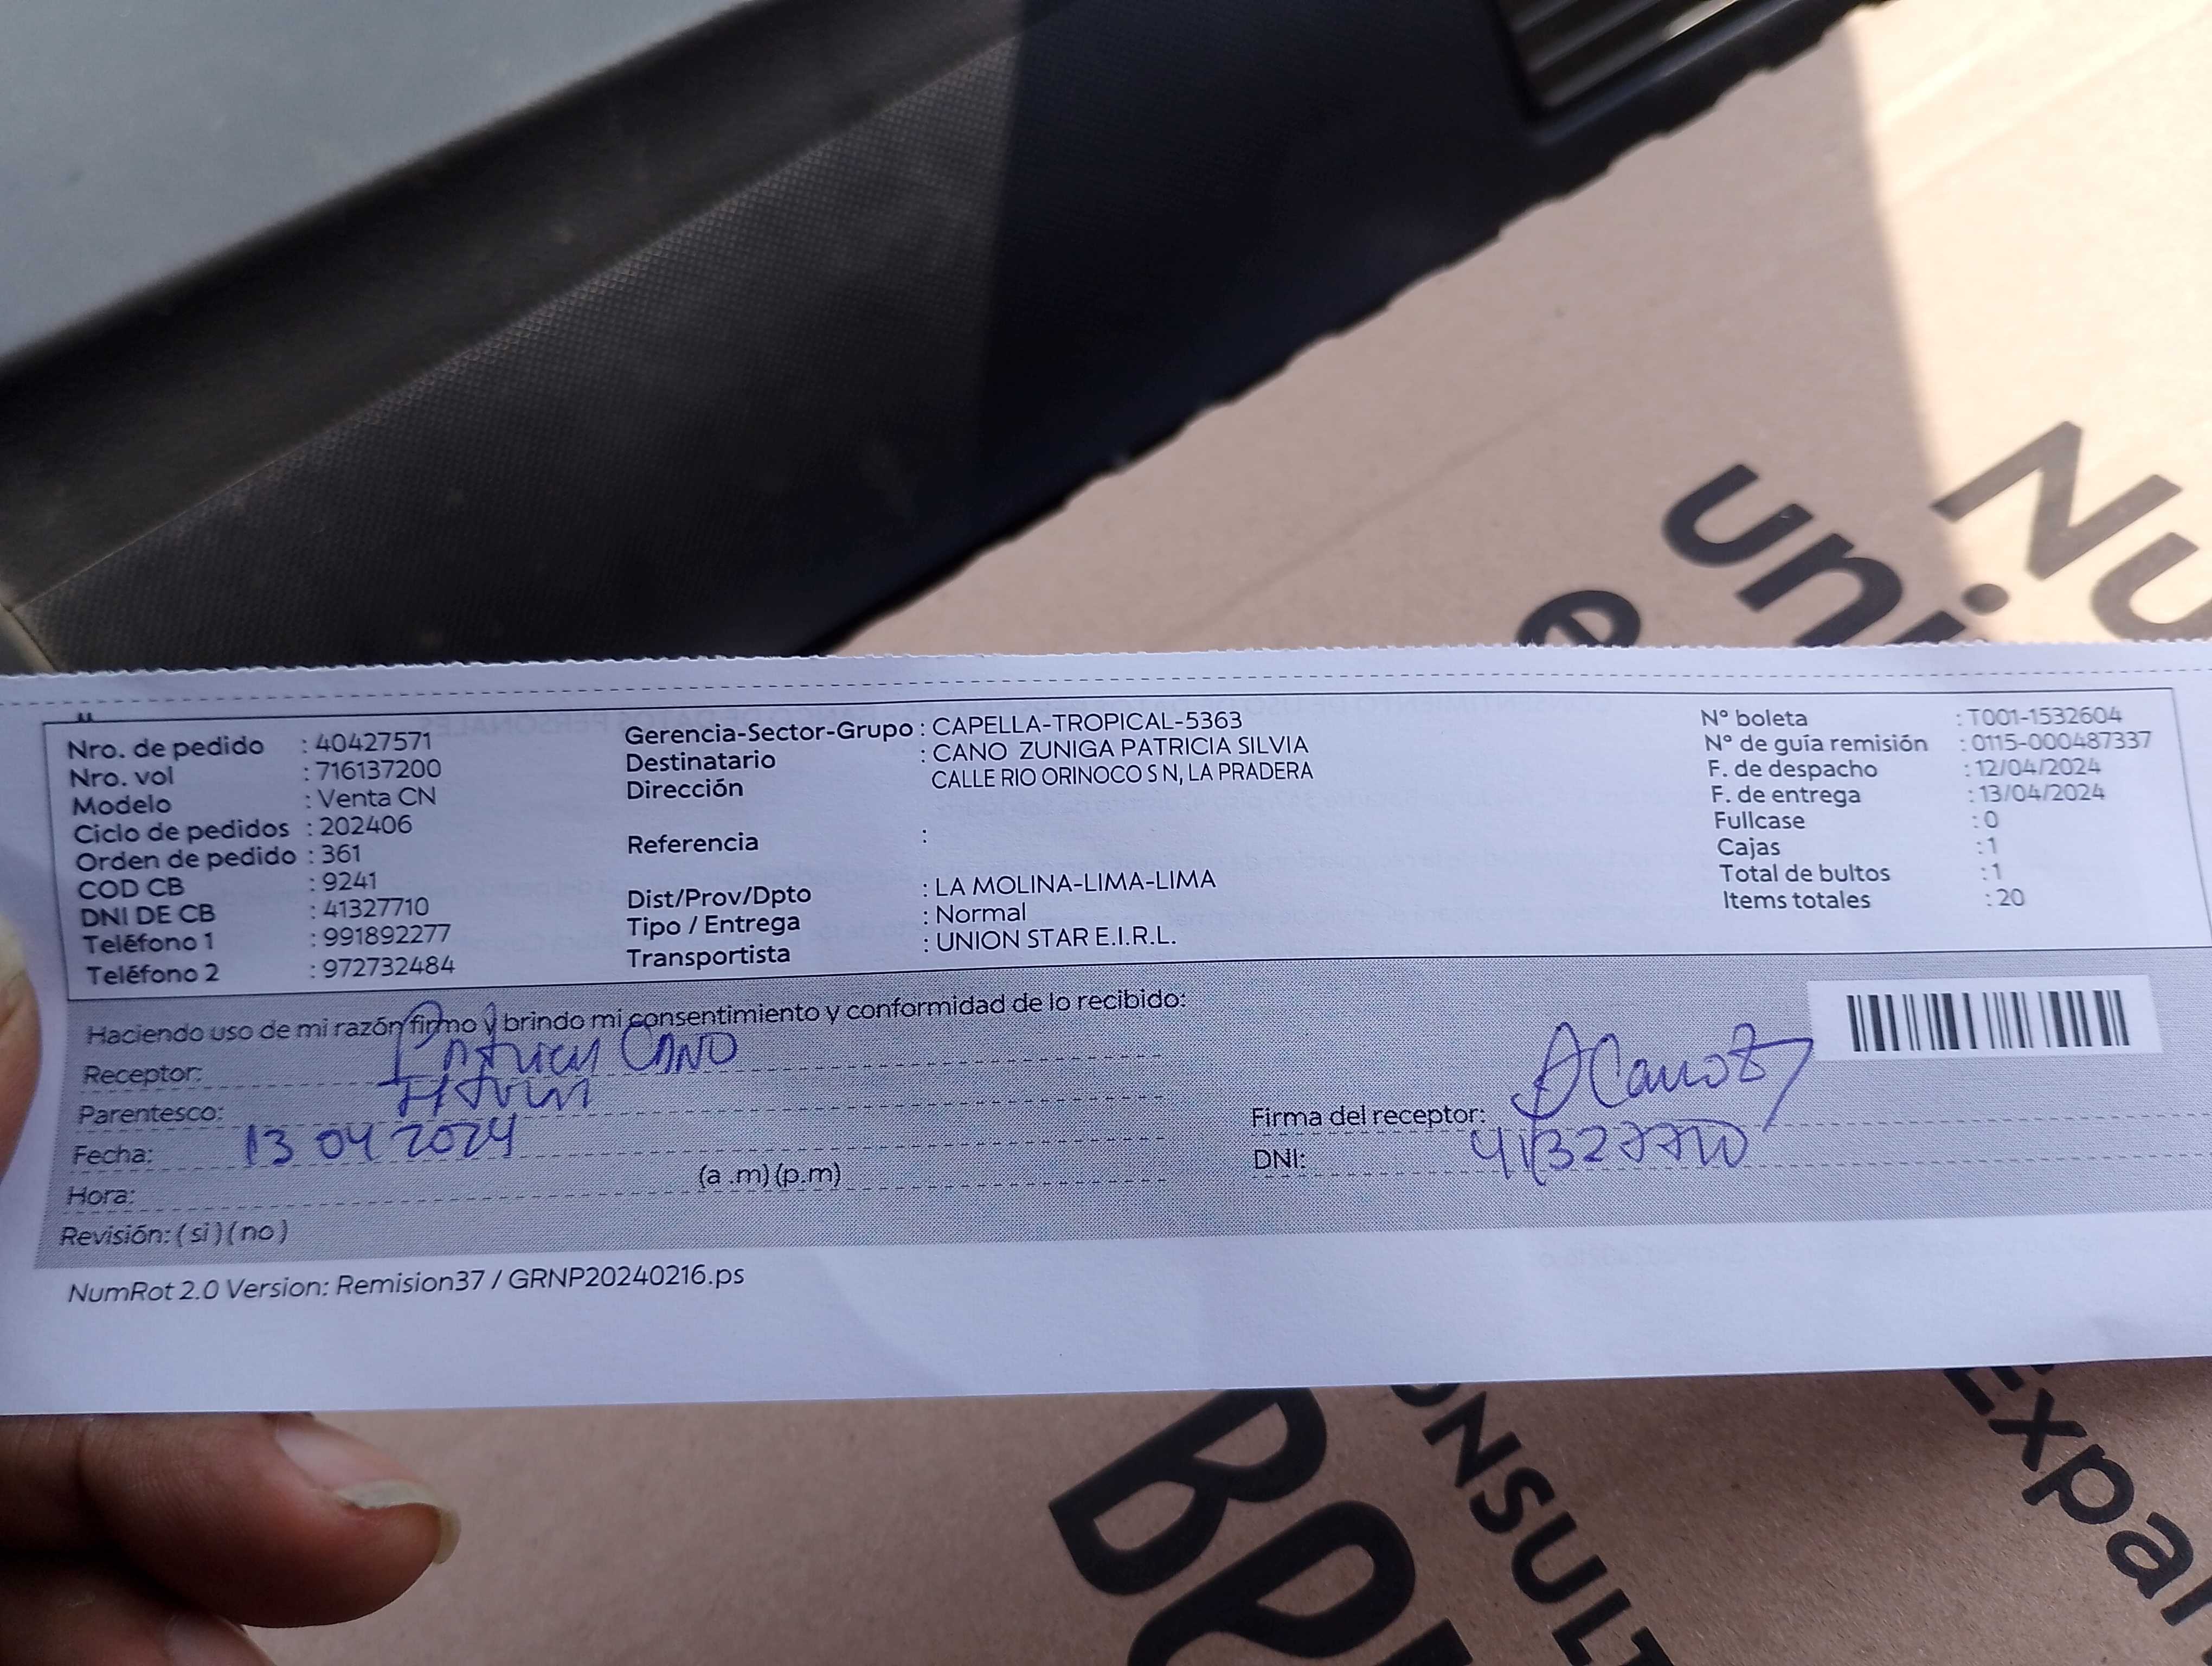 Nu
uni
e
Nro. de pedido : 40427571
Nro. vol : 716137200
Modelo : Venta CN
Ciclo de pedidos : 202406
Orden de pedido : 361
COD CB : 9241
DNI DE CB : 41327710
Teléfono 1 : 991892277
Teléfono 2 : 972732484
Gerencia-Sector-Grupo : CAPELLA-TROPICAL-5363
Destinatario : CANO ZUNIGA PATRICIA SILVIA
Dirección CALLE RIO ORINOCO S N, LA PRADERA
Referencia :
Dist/Prov/Dpto : LA MOLINA-LIMA-LIMA
Tipo / Entrega : Normal
Transportista : UNION STAR E.I.R.L.
N° boleta : T001-1532604
N° de guía remisión : 0115-000487337
F. de despacho : 12/04/2024
F. de entrega : 13/04/2024
Fullcase : 0
Cajas : 1
Total de bultos : 1
Items totales : 20
Haciendo uso de mi razón firmo y brindo mi consentimiento y conformidad de lo recibido:
Receptor: Patricia CANO
Parentesco:
Fecha: 13 04 2024
Hora: (a .m)(p.m)
Revisión: (si)(no)
Firma del receptor:
DNI: 41327710
NumRot 2.0 Version: Remision37 / GRNP20240216.ps
ONSULT
Expa